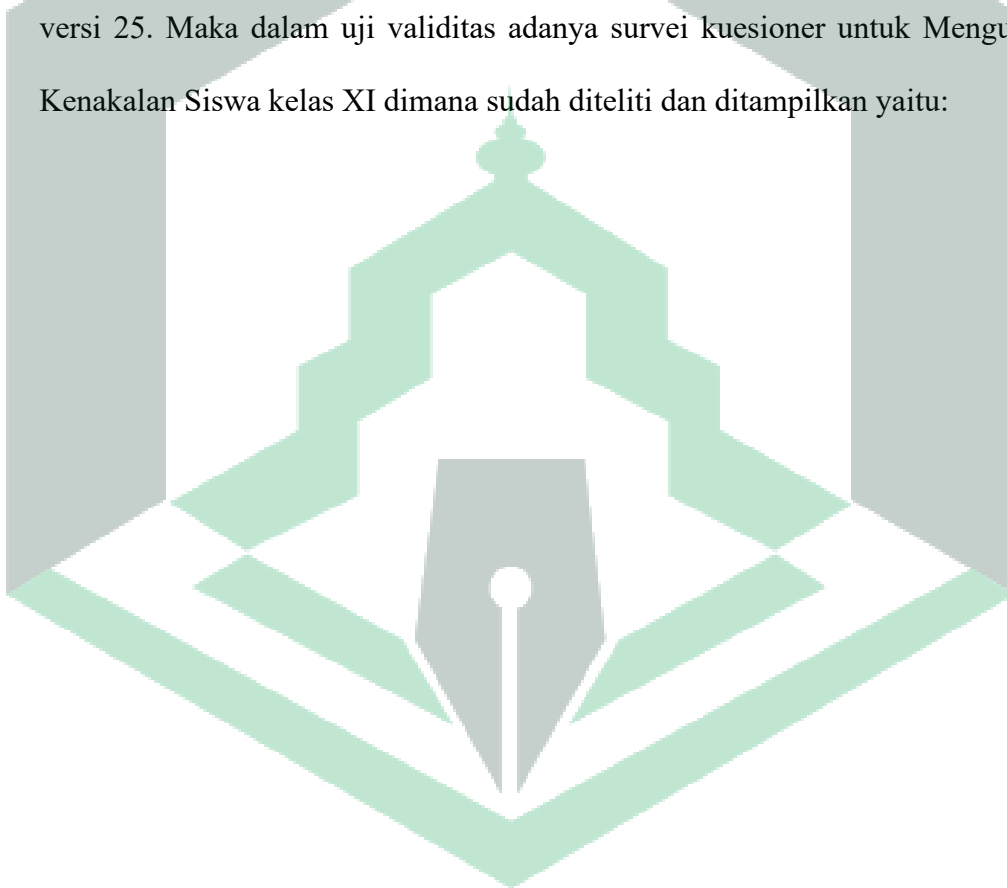 versi 25. Maka dalam uji validitas adanya survei kuesioner untuk
Kenakalan Siswa kelas XI dimana sudah diteliti dan ditampilkan yaitu: